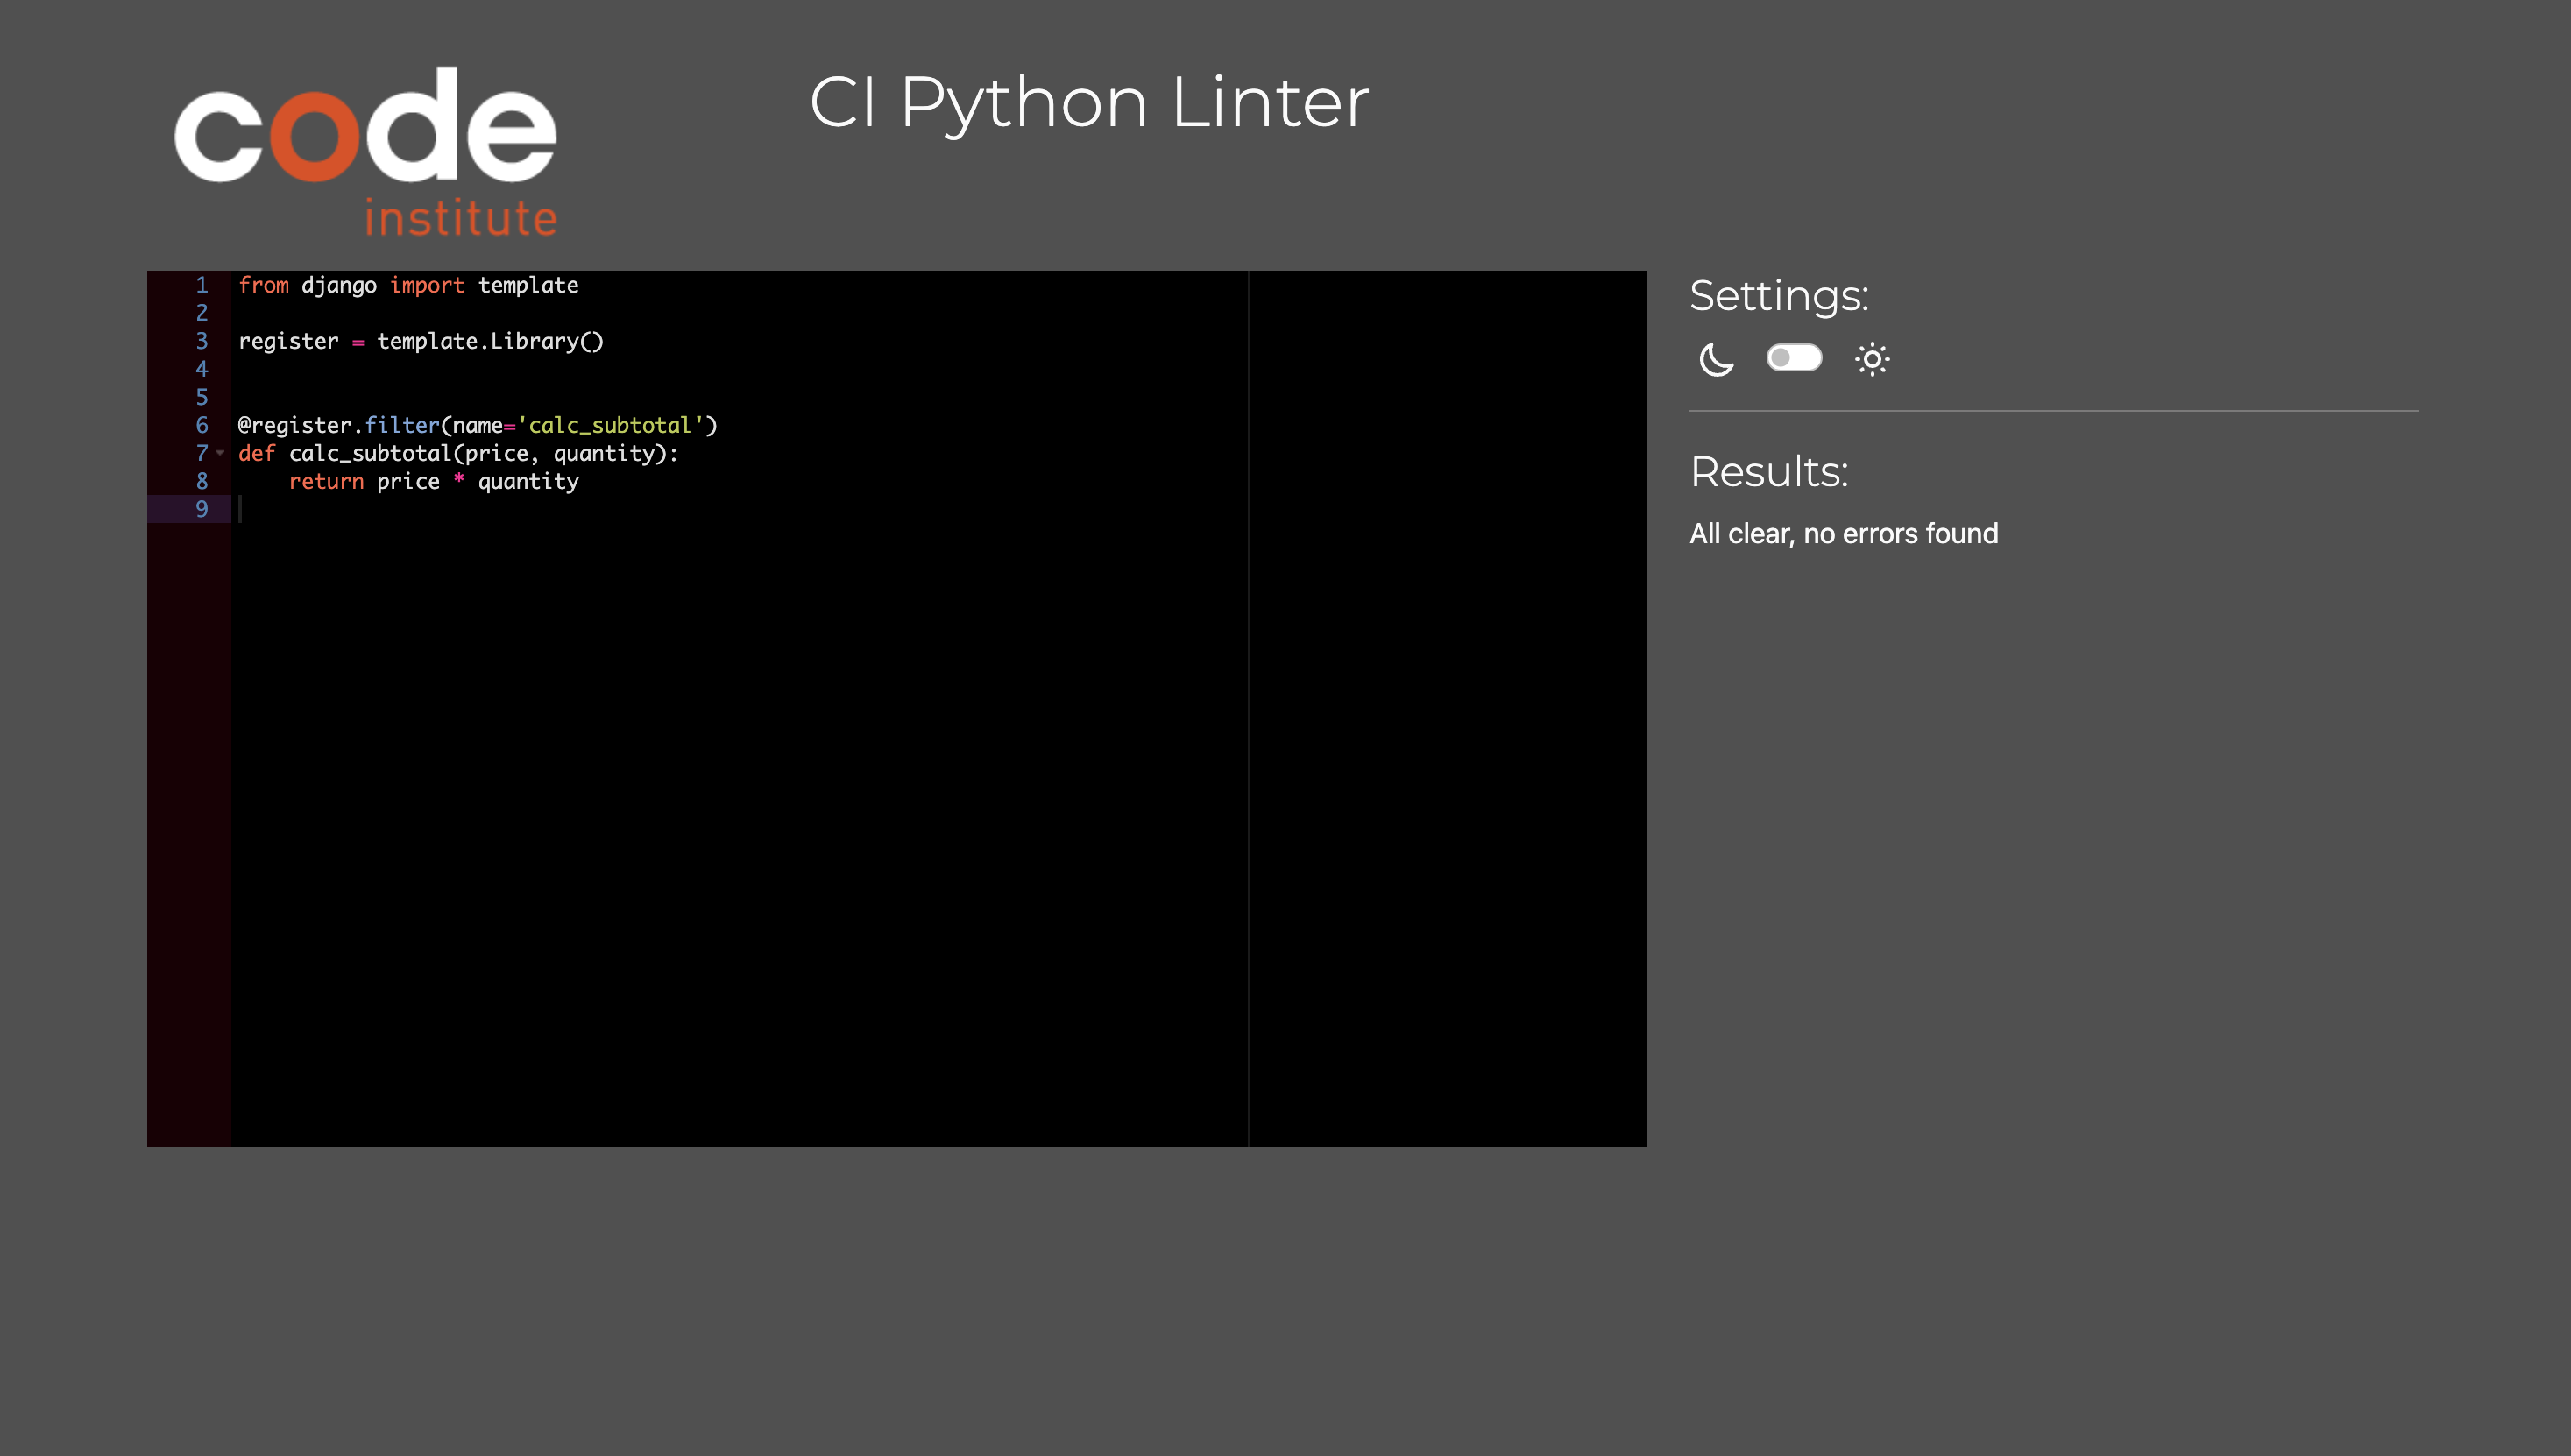 code
institute
CI Python Linter
1 from django import template
2
3 register = template.Library()
4
5
6 @register.filter(name='calc_subtotal')
7 def calc_subtotal(price, quantity):
8     return price * quantity
9
Settings:
Results:
All clear, no errors found